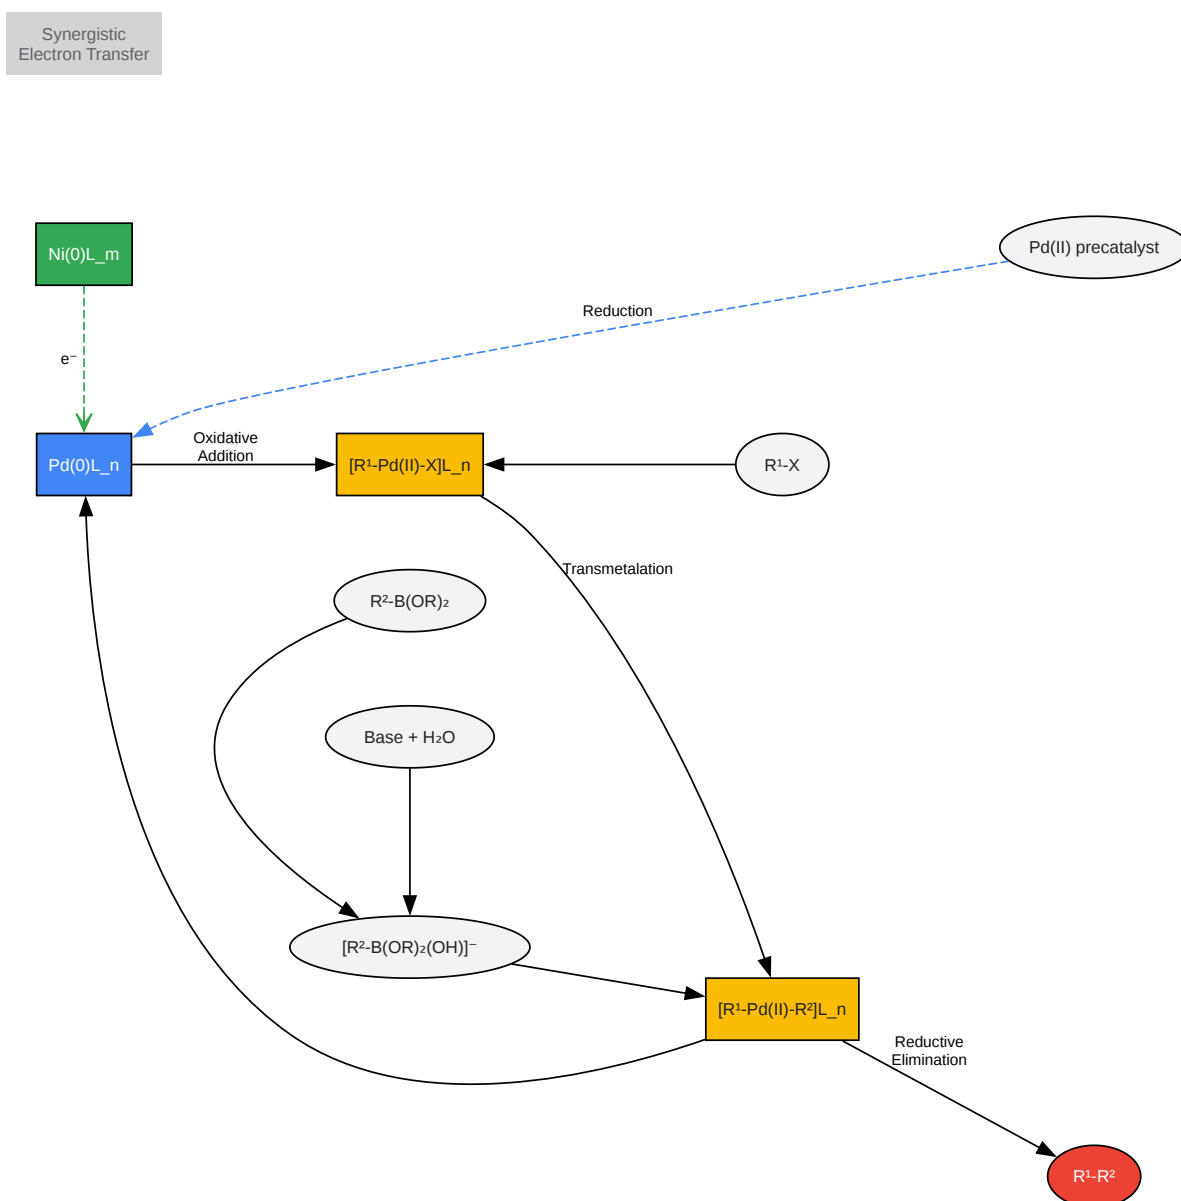 Synergistic
Electron Transfer
Ni(0)L_m
Pd(II) precatalyst
Reduction
e⁻
Oxidative
Addition
Pd(0)L_n
[R¹-Pd(II)-X]L_n
R¹-X
Transmetalation
R²-B(OR)₂
Base + H₂O
[R²-B(OR)₂(OH)]⁻
[R¹-Pd(II)-R²]L_n
Reductive
Elimination
R¹-R²